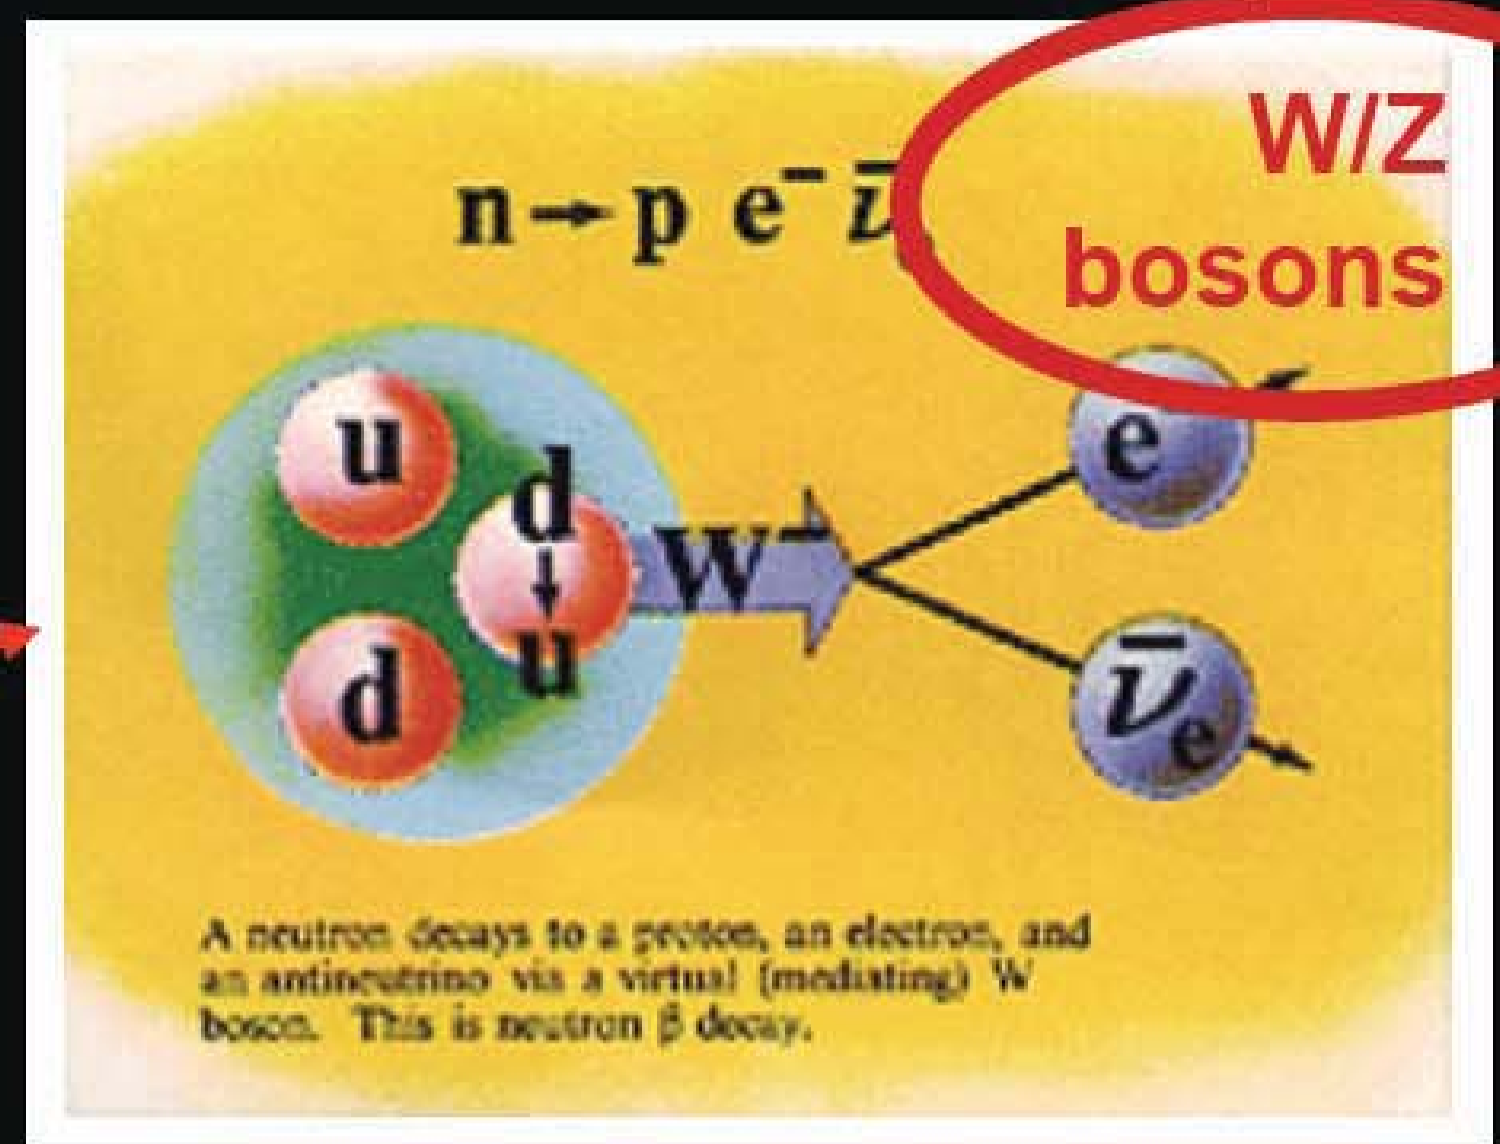 W/Z
bosons
n→p e⁻ ν̄
u
d
↓
u
d
W⁻
e
ν̄e
A neutron decays to a proton, an electron, and
an antineutrino via a virtual (mediating) W
boson. This is neutron β decay.